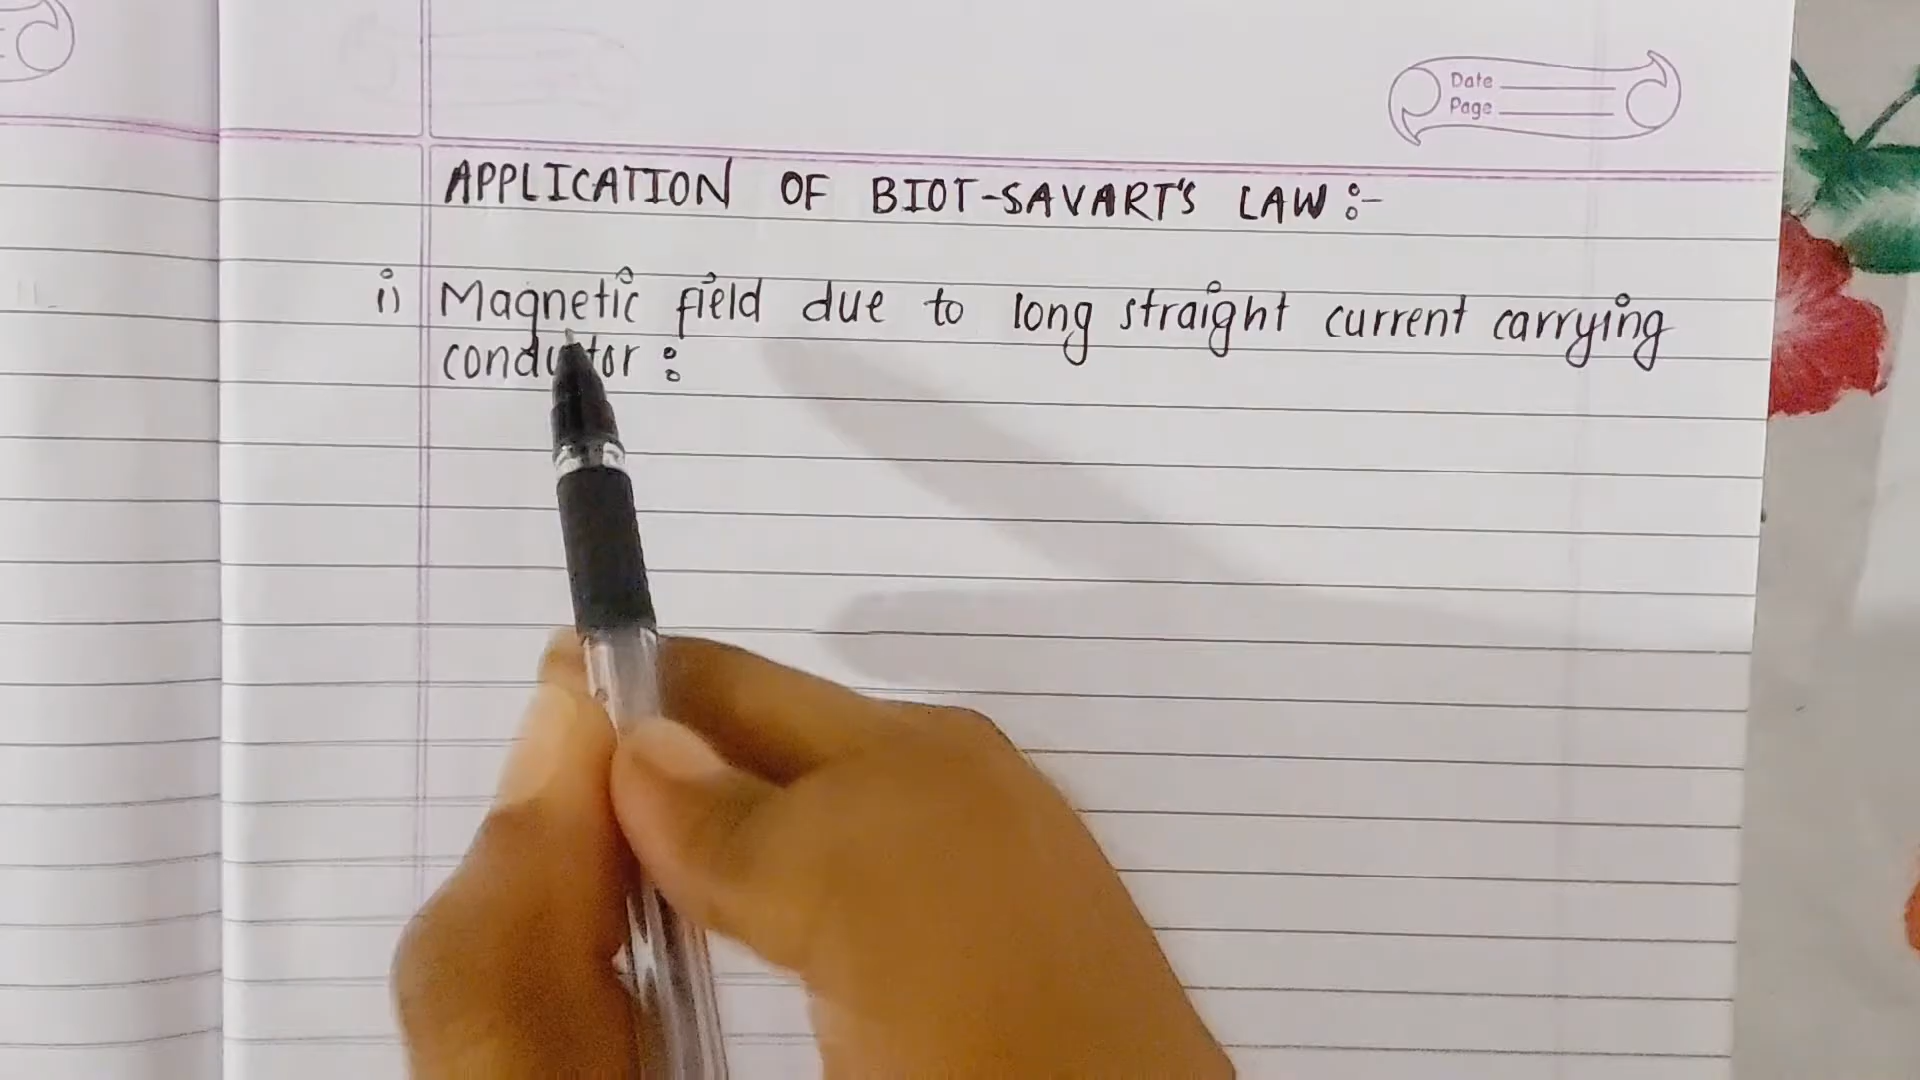 Date
Page
APPLICATION OF BIOT-SAVART'S LAW :-
i) Magnetic field due to long straight current carrying
conductor :